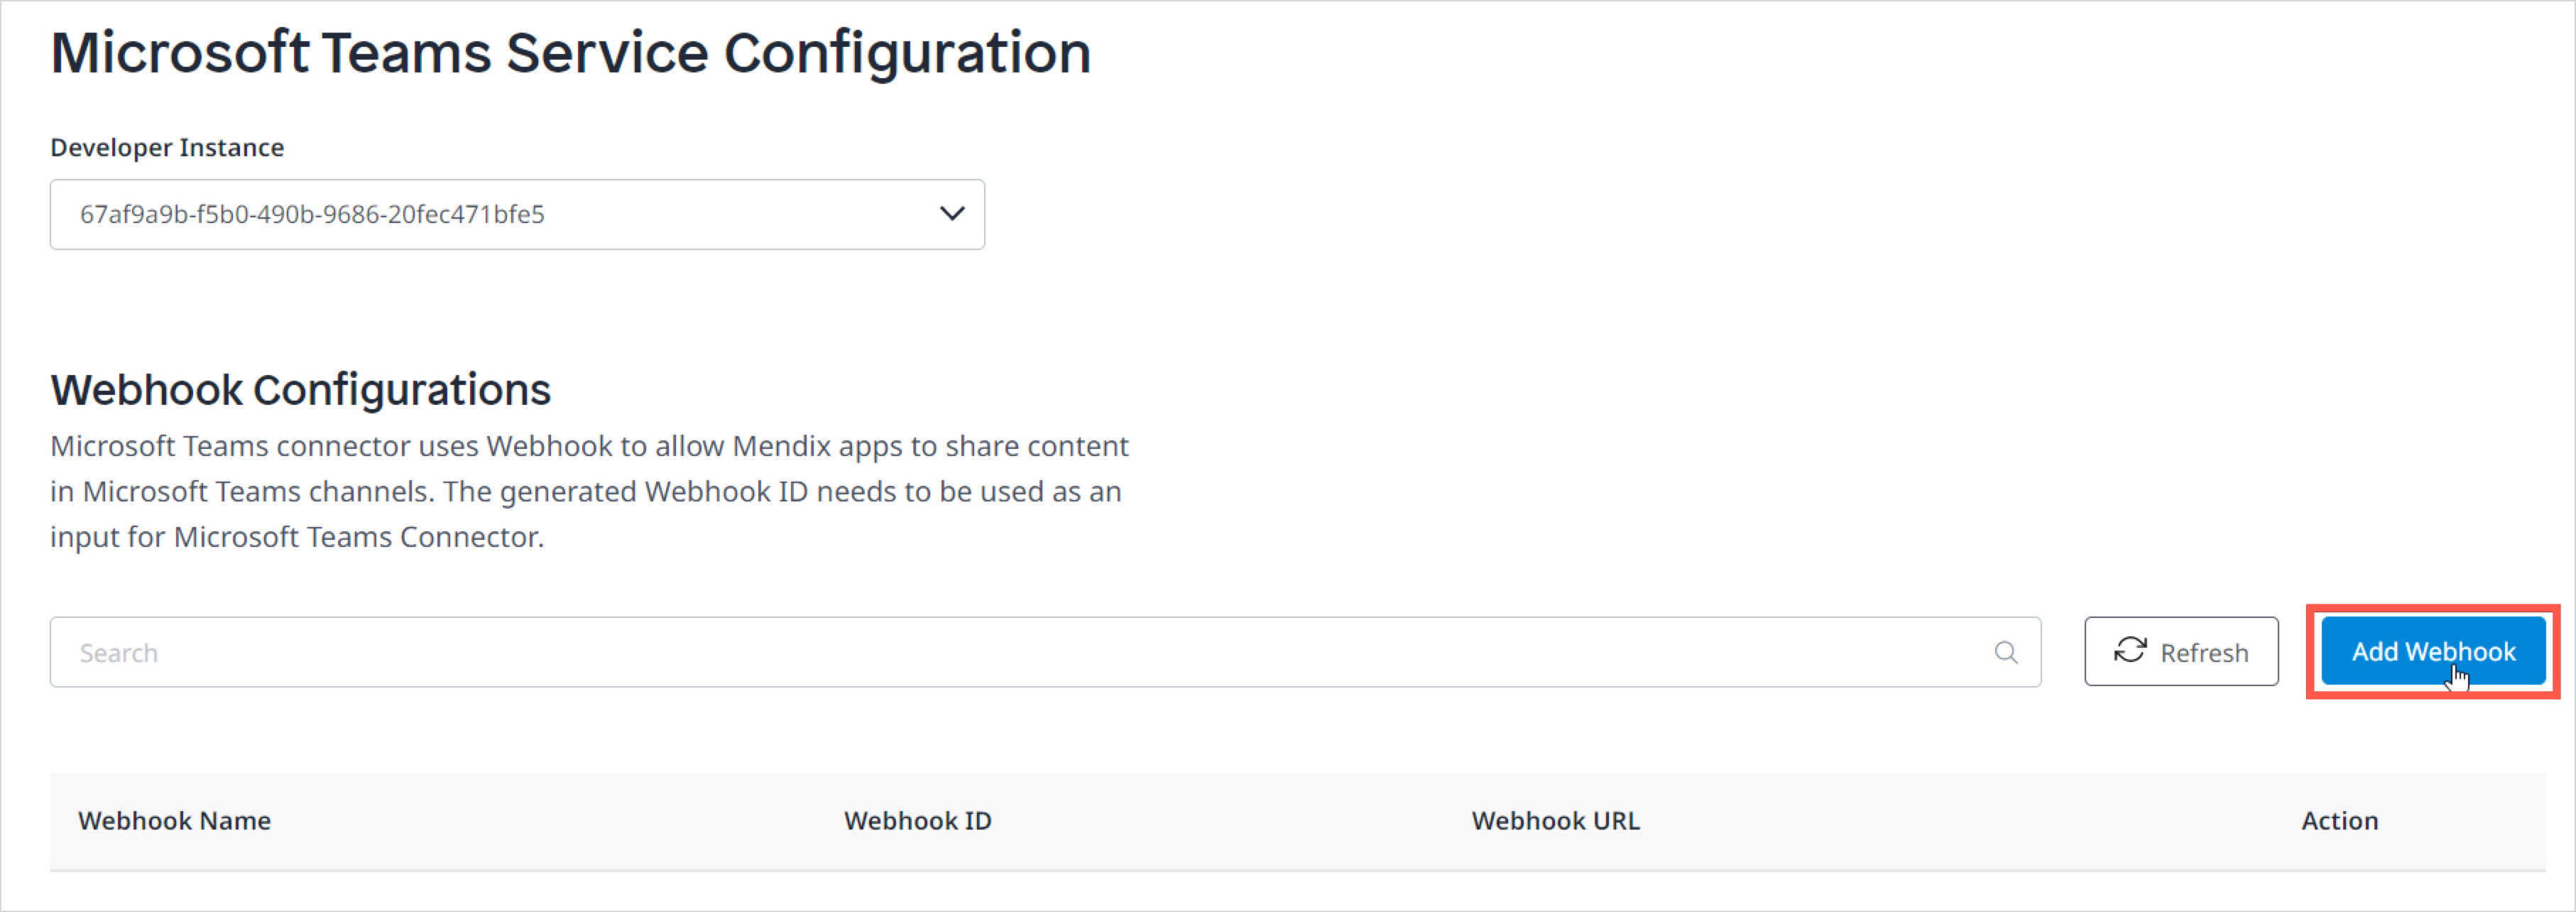 Microsoft Teams Service Configuration
Developer Instance
67af9a9b-f5b0-490b-9686-20fec471bfe5
Webhook Configurations
Microsoft Teams connector uses Webhook to allow Mendix apps to share content
in Microsoft Teams channels. The generated Webhook ID needs to be used as an
input for Microsoft Teams Connector.
Search
Refresh
Add Webhook
Webhook Name
Webhook ID
Webhook URL
Action